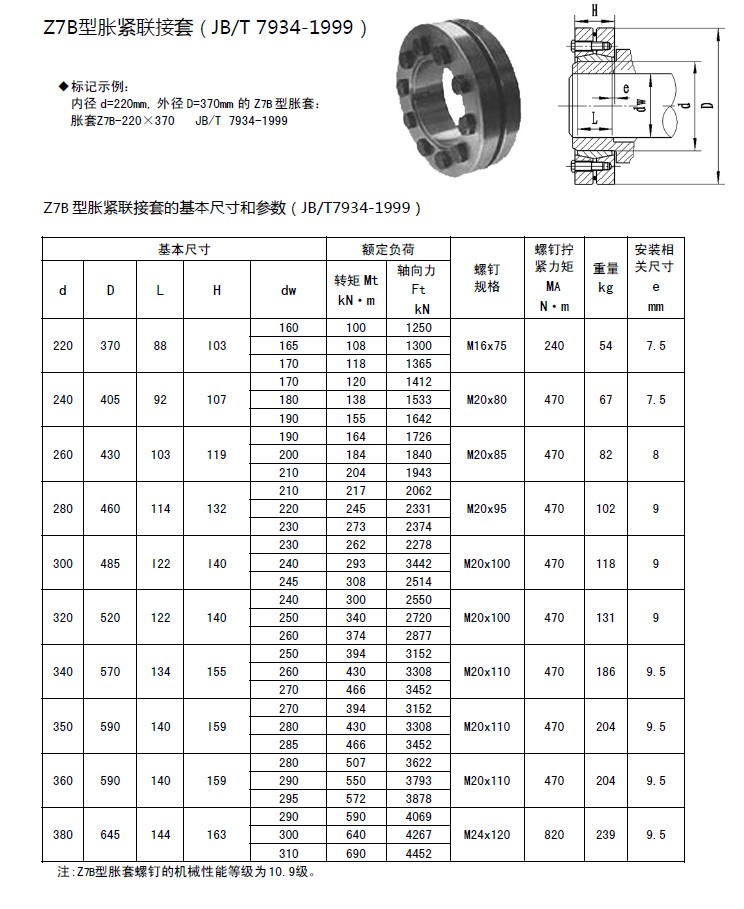 Z7B型胀紧联接套（JB/T 7934-1999）
◆标记示例：
内径 d=220mm, 外径 D=370mm 的 Z7B 型胀套：
胀套Z7B-220×370 JB/T 7934-1999
H
e
dw
d
D
L
Z7B 型胀紧联接套的基本尺寸和参数（JB/T7934-1999）
基本尺寸 额定负荷 螺钉规格 螺钉拧紧力矩 MA N·m 重量 kg 安装相关尺寸 e mm
d D L H dw 转矩 Mt kN·m 轴向力 Ft kN
220 370 88 l03 160 100 1250 M16x75 240 54 7.5
165 108 1300
170 118 1365
240 405 92 107 170 120 1412 M20x80 470 67 7.5
180 138 1533
190 155 1642
260 430 103 119 190 164 1726 M20x85 470 82 8
200 184 1840
210 204 1943
280 460 114 132 210 217 2062 M20x95 470 102 9
220 245 2331
230 273 2374
300 485 l22 l40 230 262 2278 M20x100 470 118 9
240 293 3442
245 308 2514
320 520 122 140 240 300 2550 M20x100 470 131 9
250 340 2720
260 374 2877
340 570 134 155 250 394 3152 M20x110 470 186 9.5
260 430 3308
270 466 3452
350 590 140 l59 270 394 3152 M20x110 470 204 9.5
280 430 3308
285 466 3452
360 590 140 159 280 507 3622 M20x110 470 204 9.5
290 550 3793
295 572 3878
380 645 144 163 290 590 4069 M24x120 820 239 9.5
300 640 4267
310 690 4452
注：Z7B型胀套螺钉的机械性能等级为10.9级。